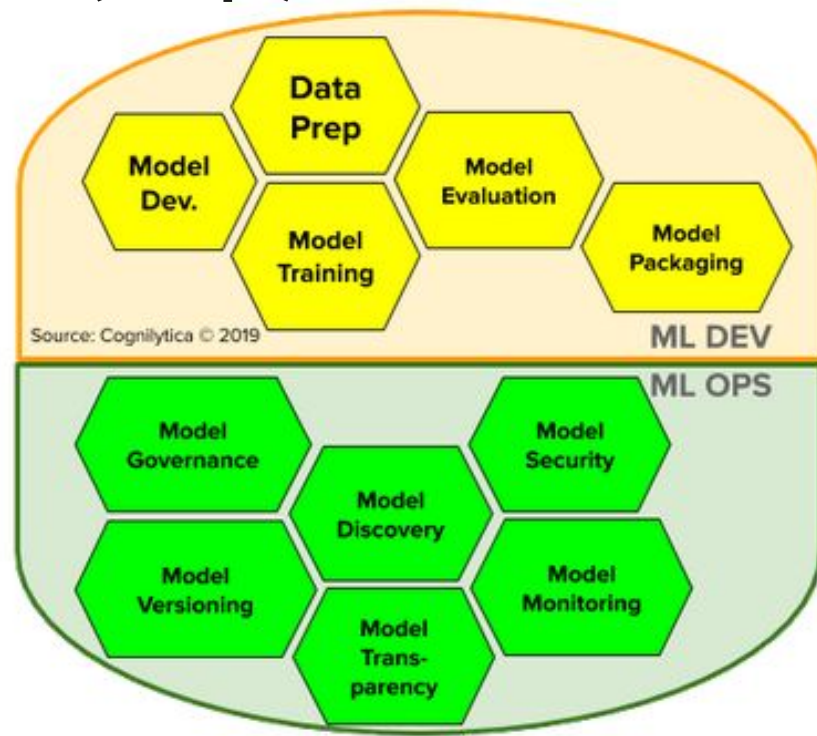 Data
Prep
Model
Dev.
Model
Evaluation
Model
Training
Model
Packaging
Source: Cognilytica © 2019
ML DEV
ML OPS
Model
Governance
Model
Security
Model
Discovery
Model
Versioning
Model
Monitoring
Model
Trans-
parency